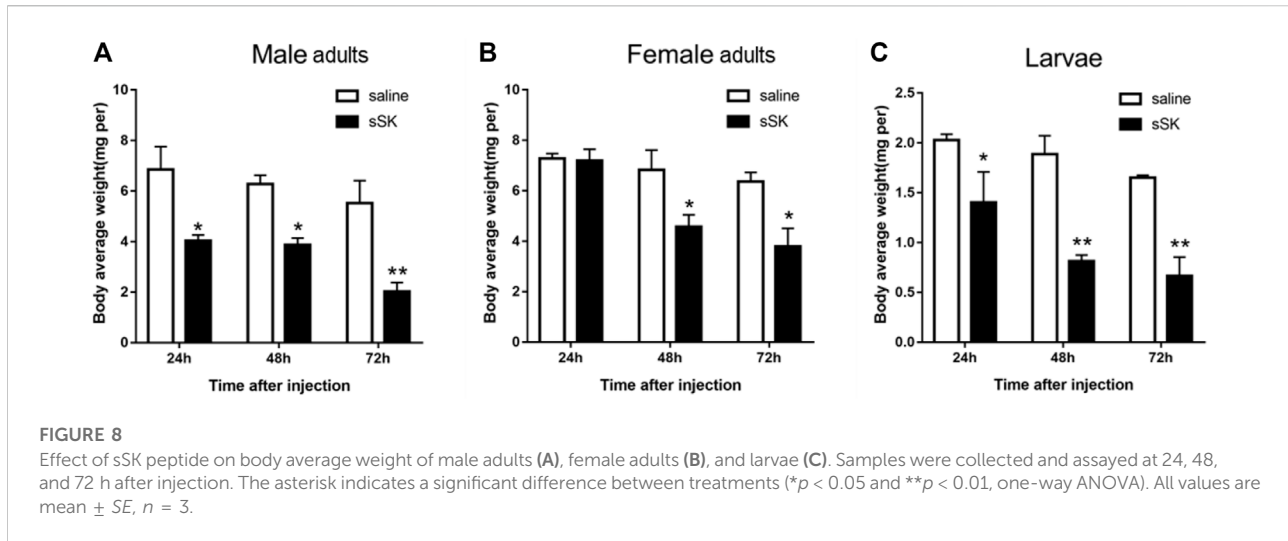 A
Male adults
saline
sSK
Body average weight(mg per)
10
8
6
4
2
0
*
*
**
24h
48h
72h
Time after injection
B
Female adults
saline
sSK
Body average weight(mg per)
10
8
6
4
2
0
*
*
24h
48h
72h
Time after injection
C
Larvae
saline
sSK
Body average weight(mg per)
2.5
2.0
1.5
1.0
0.5
0.0
*
**
**
24h
48h
72h
Time after injection
FIGURE 8
Effect of sSK peptide on body average weight of male adults (A), female adults (B), and larvae (C). Samples were collected and assayed at 24, 48,
and 72 h after injection. The asterisk indicates a significant difference between treatments (*p < 0.05 and **p < 0.01, one-way ANOVA). All values are
mean ± SE, n = 3.